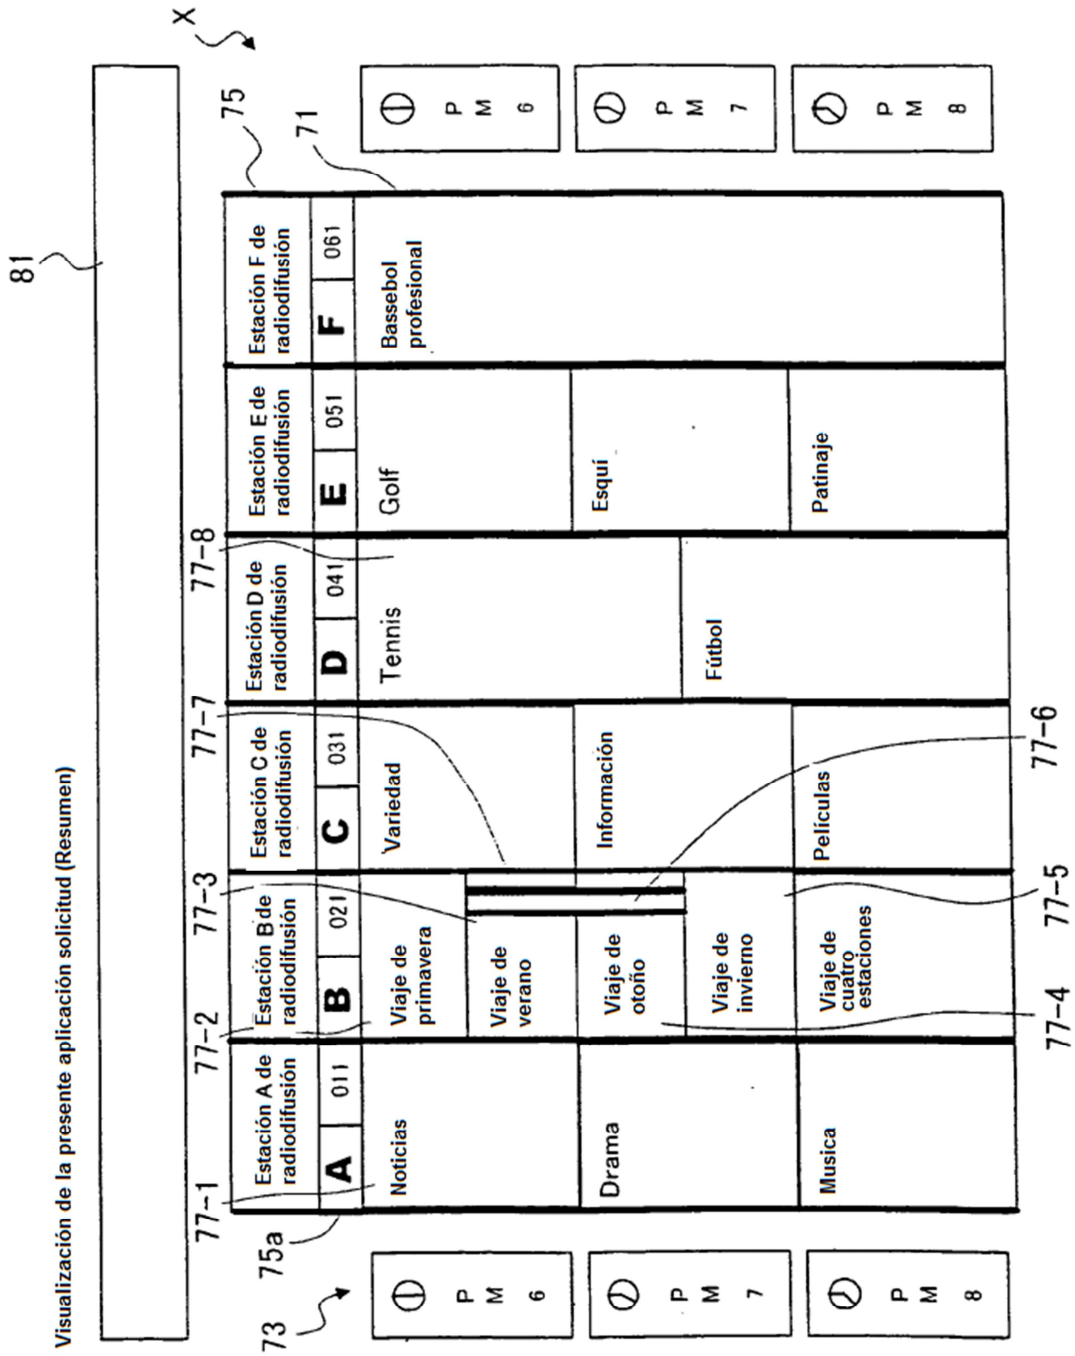 Visualización de la presente aplicación solicitud (Resumen)
81
X
73
75a
77-1
77-2
77-3
77-7
77-8
75
71
Estación A de
radiodifusión
Estación B de
radiodifusión
Estación C de
radiodifusión
Estación D de
radiodifusión
Estación E de
radiodifusión
Estación F de
radiodifusión
A 011
B 021
C 031
D 041
E 051
F 061
P
M
6
Noticias
Viaje de
primavera
Viaje de
verano
Variedad
Tennis
Golf
Bassebol
profesional
P
M
6
P
M
7
Drama
Viaje de
otoño
Viaje de
invierno
Información
Fútbol
Esquí
P
M
7
P
M
8
Musica
Viaje de
cuatro
estaciones
Películas
Patinaje
P
M
8
77-4
77-5
77-6